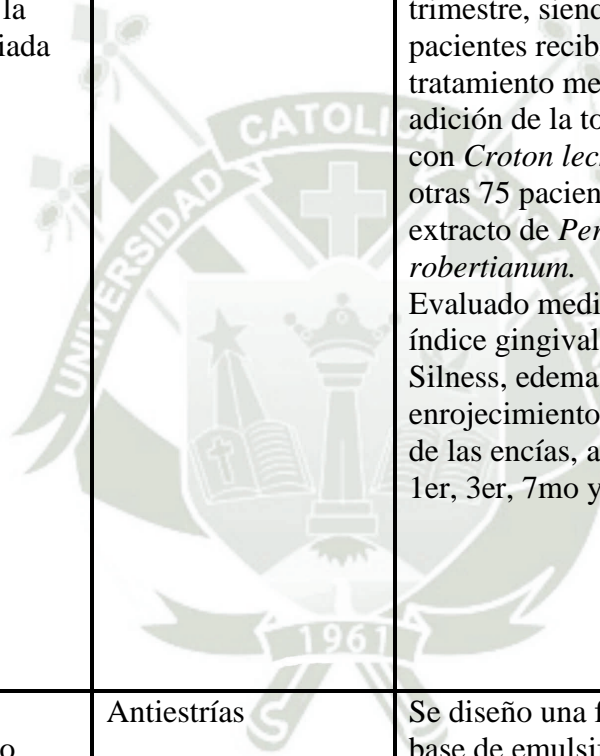 la
iada
trimestre, siend
pacientes recib
tratamiento me
adición de la to
con Croton lec
otras 75 pacien
extracto de Per
robertianum.
Evaluado medi
índice gingival
Silness, edema
enrojecimiento
de las encías, a
1er, 3er, 7mo y
UNIVERSIDAD CATOLICA
1961
Antiestrías
Se diseño una f
base de emulsi
o